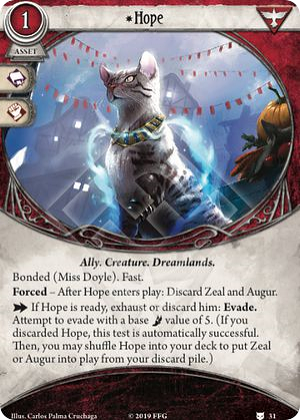 1
ASSET
*Hope
Ally. Creature. Dreamlands.
Bonded (Miss Doyle). Fast.
Forced – After Hope enters play: Discard Zeal and Augur.
If Hope is ready, exhaust or discard him: Evade.
Attempt to evade with a base value of 5. (If you
discarded Hope, this test is automatically successful.
Then, you may shuffle Hope into your deck to put Zeal
or Augur into play from your discard pile.)
Illus. Carlos Palma Cruchaga
© 2019 FFG
31